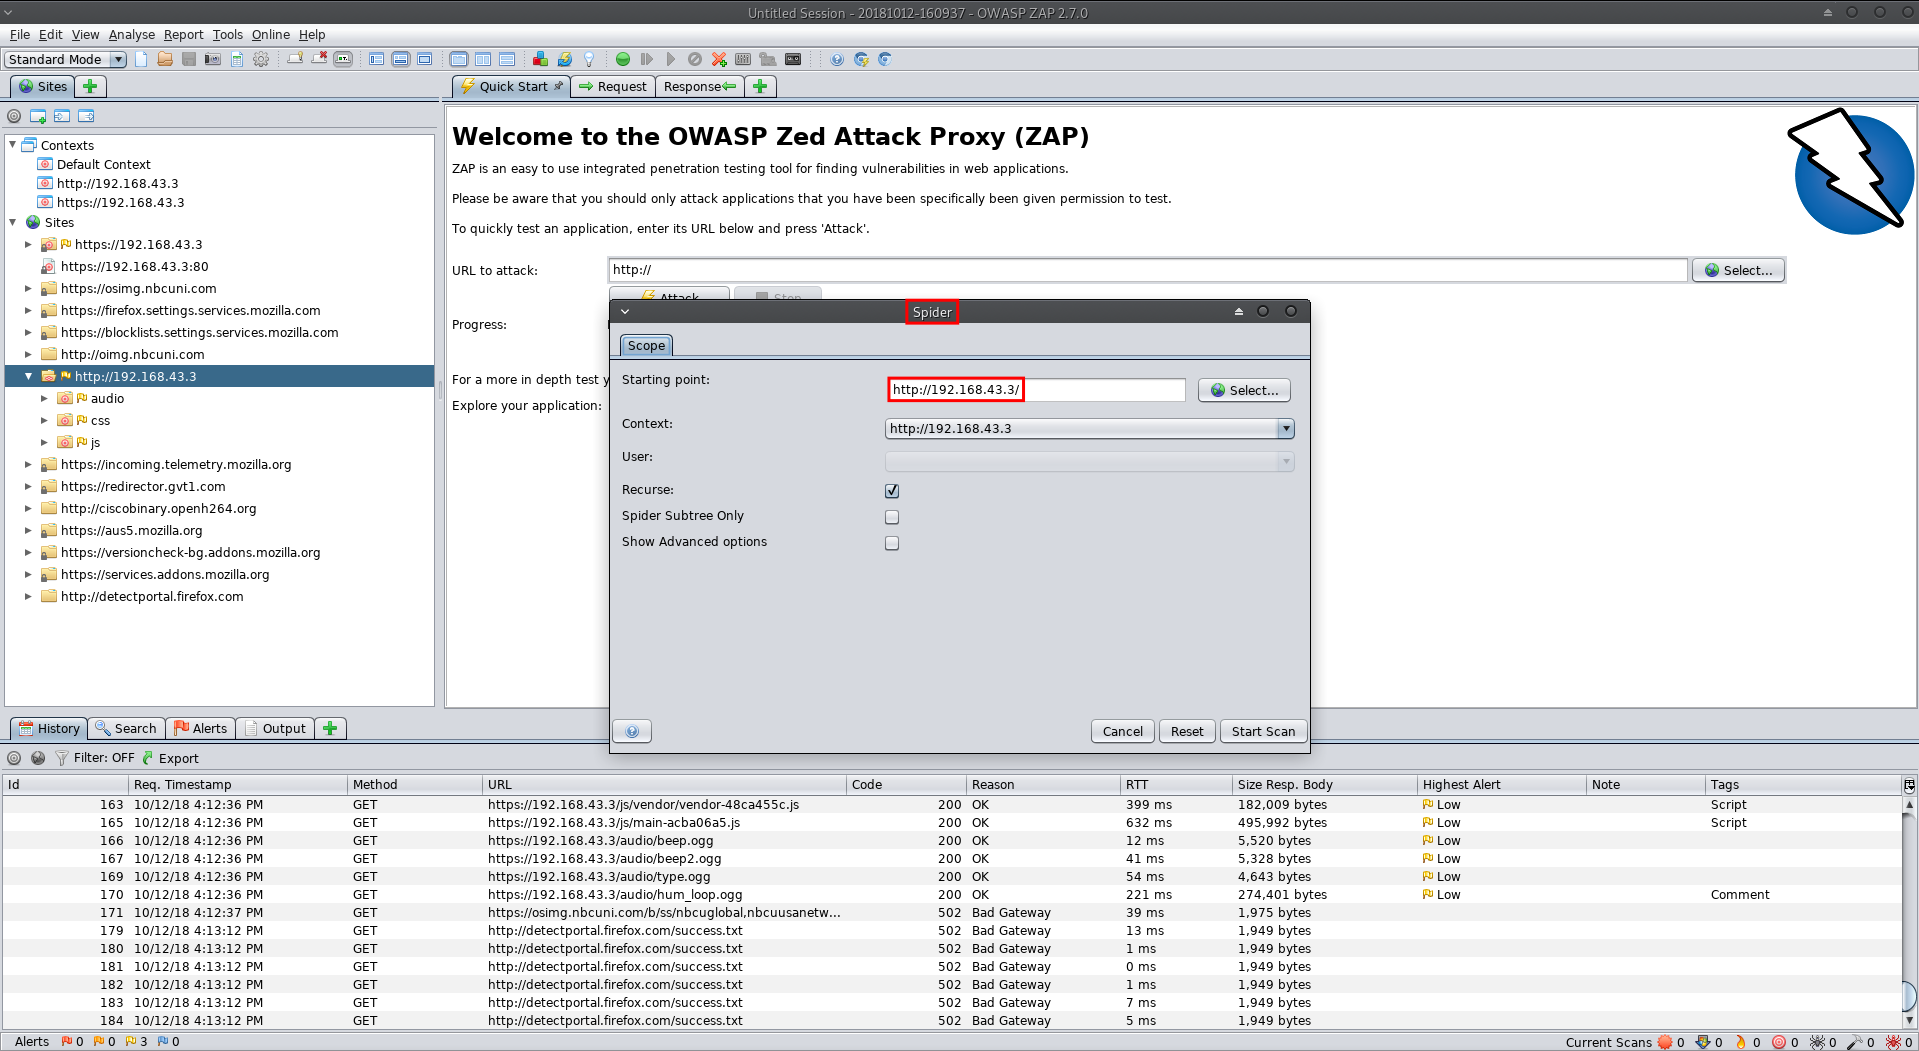 Untitled Session - 20181012-160937 - OWASP ZAP 2.7.0
File Edit View Analyse Report Tools Online Help
Standard Mode
Sites
Quick Start Request Response
Contexts
Default Context
http://192.168.43.3
https://192.168.43.3
Sites
https://192.168.43.3
https://192.168.43.3:80
https://osimg.nbcuni.com
https://firefox.settings.services.mozilla.com
https://blocklists.settings.services.mozilla.com
http://oimg.nbcuni.com
http://192.168.43.3
audio
css
js
https://incoming.telemetry.mozilla.org
https://redirector.gvt1.com
http://ciscobinary.openh264.org
https://aus5.mozilla.org
https://versioncheck-bg.addons.mozilla.org
https://services.addons.mozilla.org
http://detectportal.firefox.com
Welcome to the OWASP Zed Attack Proxy (ZAP)
ZAP is an easy to use integrated penetration testing tool for finding vulnerabilities in web applications.
Please be aware that you should only attack applications that you have been specifically been given permission to test.
To quickly test an application, enter its URL below and press 'Attack'.
URL to attack: http:// Select...
Attack Stop
Progress:
For a more in depth test
Explore your application:
Spider
Scope
Starting point: http://192.168.43.3/ Select...
Context: http://192.168.43.3
User:
Recurse:
Spider Subtree Only
Show Advanced options
Cancel Reset Start Scan
History Search Alerts Output
Filter: OFF Export
Id Req. Timestamp Method URL Code Reason RTT Size Resp. Body Highest Alert Note Tags
163 10/12/18 4:12:36 PM GET https://192.168.43.3/js/vendor/vendor-48ca455c.js 200 OK 399 ms 182,009 bytes Low Script
165 10/12/18 4:12:36 PM GET https://192.168.43.3/js/main-acba06a5.js 200 OK 632 ms 495,992 bytes Low Script
166 10/12/18 4:12:36 PM GET https://192.168.43.3/audio/beep.ogg 200 OK 12 ms 5,520 bytes Low
167 10/12/18 4:12:36 PM GET https://192.168.43.3/audio/beep2.ogg 200 OK 41 ms 5,328 bytes Low
169 10/12/18 4:12:36 PM GET https://192.168.43.3/audio/type.ogg 200 OK 54 ms 4,643 bytes Low
170 10/12/18 4:12:36 PM GET https://192.168.43.3/audio/hum_loop.ogg 200 OK 221 ms 274,401 bytes Low Comment
171 10/12/18 4:12:37 PM GET https://osimg.nbcuni.com/b/ss/nbcuglobal,nbcuusanetw... 502 Bad Gateway 39 ms 1,975 bytes
179 10/12/18 4:13:12 PM GET http://detectportal.firefox.com/success.txt 502 Bad Gateway 13 ms 1,949 bytes
180 10/12/18 4:13:12 PM GET http://detectportal.firefox.com/success.txt 502 Bad Gateway 1 ms 1,949 bytes
181 10/12/18 4:13:12 PM GET http://detectportal.firefox.com/success.txt 502 Bad Gateway 0 ms 1,949 bytes
182 10/12/18 4:13:12 PM GET http://detectportal.firefox.com/success.txt 502 Bad Gateway 1 ms 1,949 bytes
183 10/12/18 4:13:12 PM GET http://detectportal.firefox.com/success.txt 502 Bad Gateway 7 ms 1,949 bytes
184 10/12/18 4:13:12 PM GET http://detectportal.firefox.com/success.txt 502 Bad Gateway 5 ms 1,949 bytes
Alerts 0 0 3 0 Current Scans 0 0 0 0 0 0 0